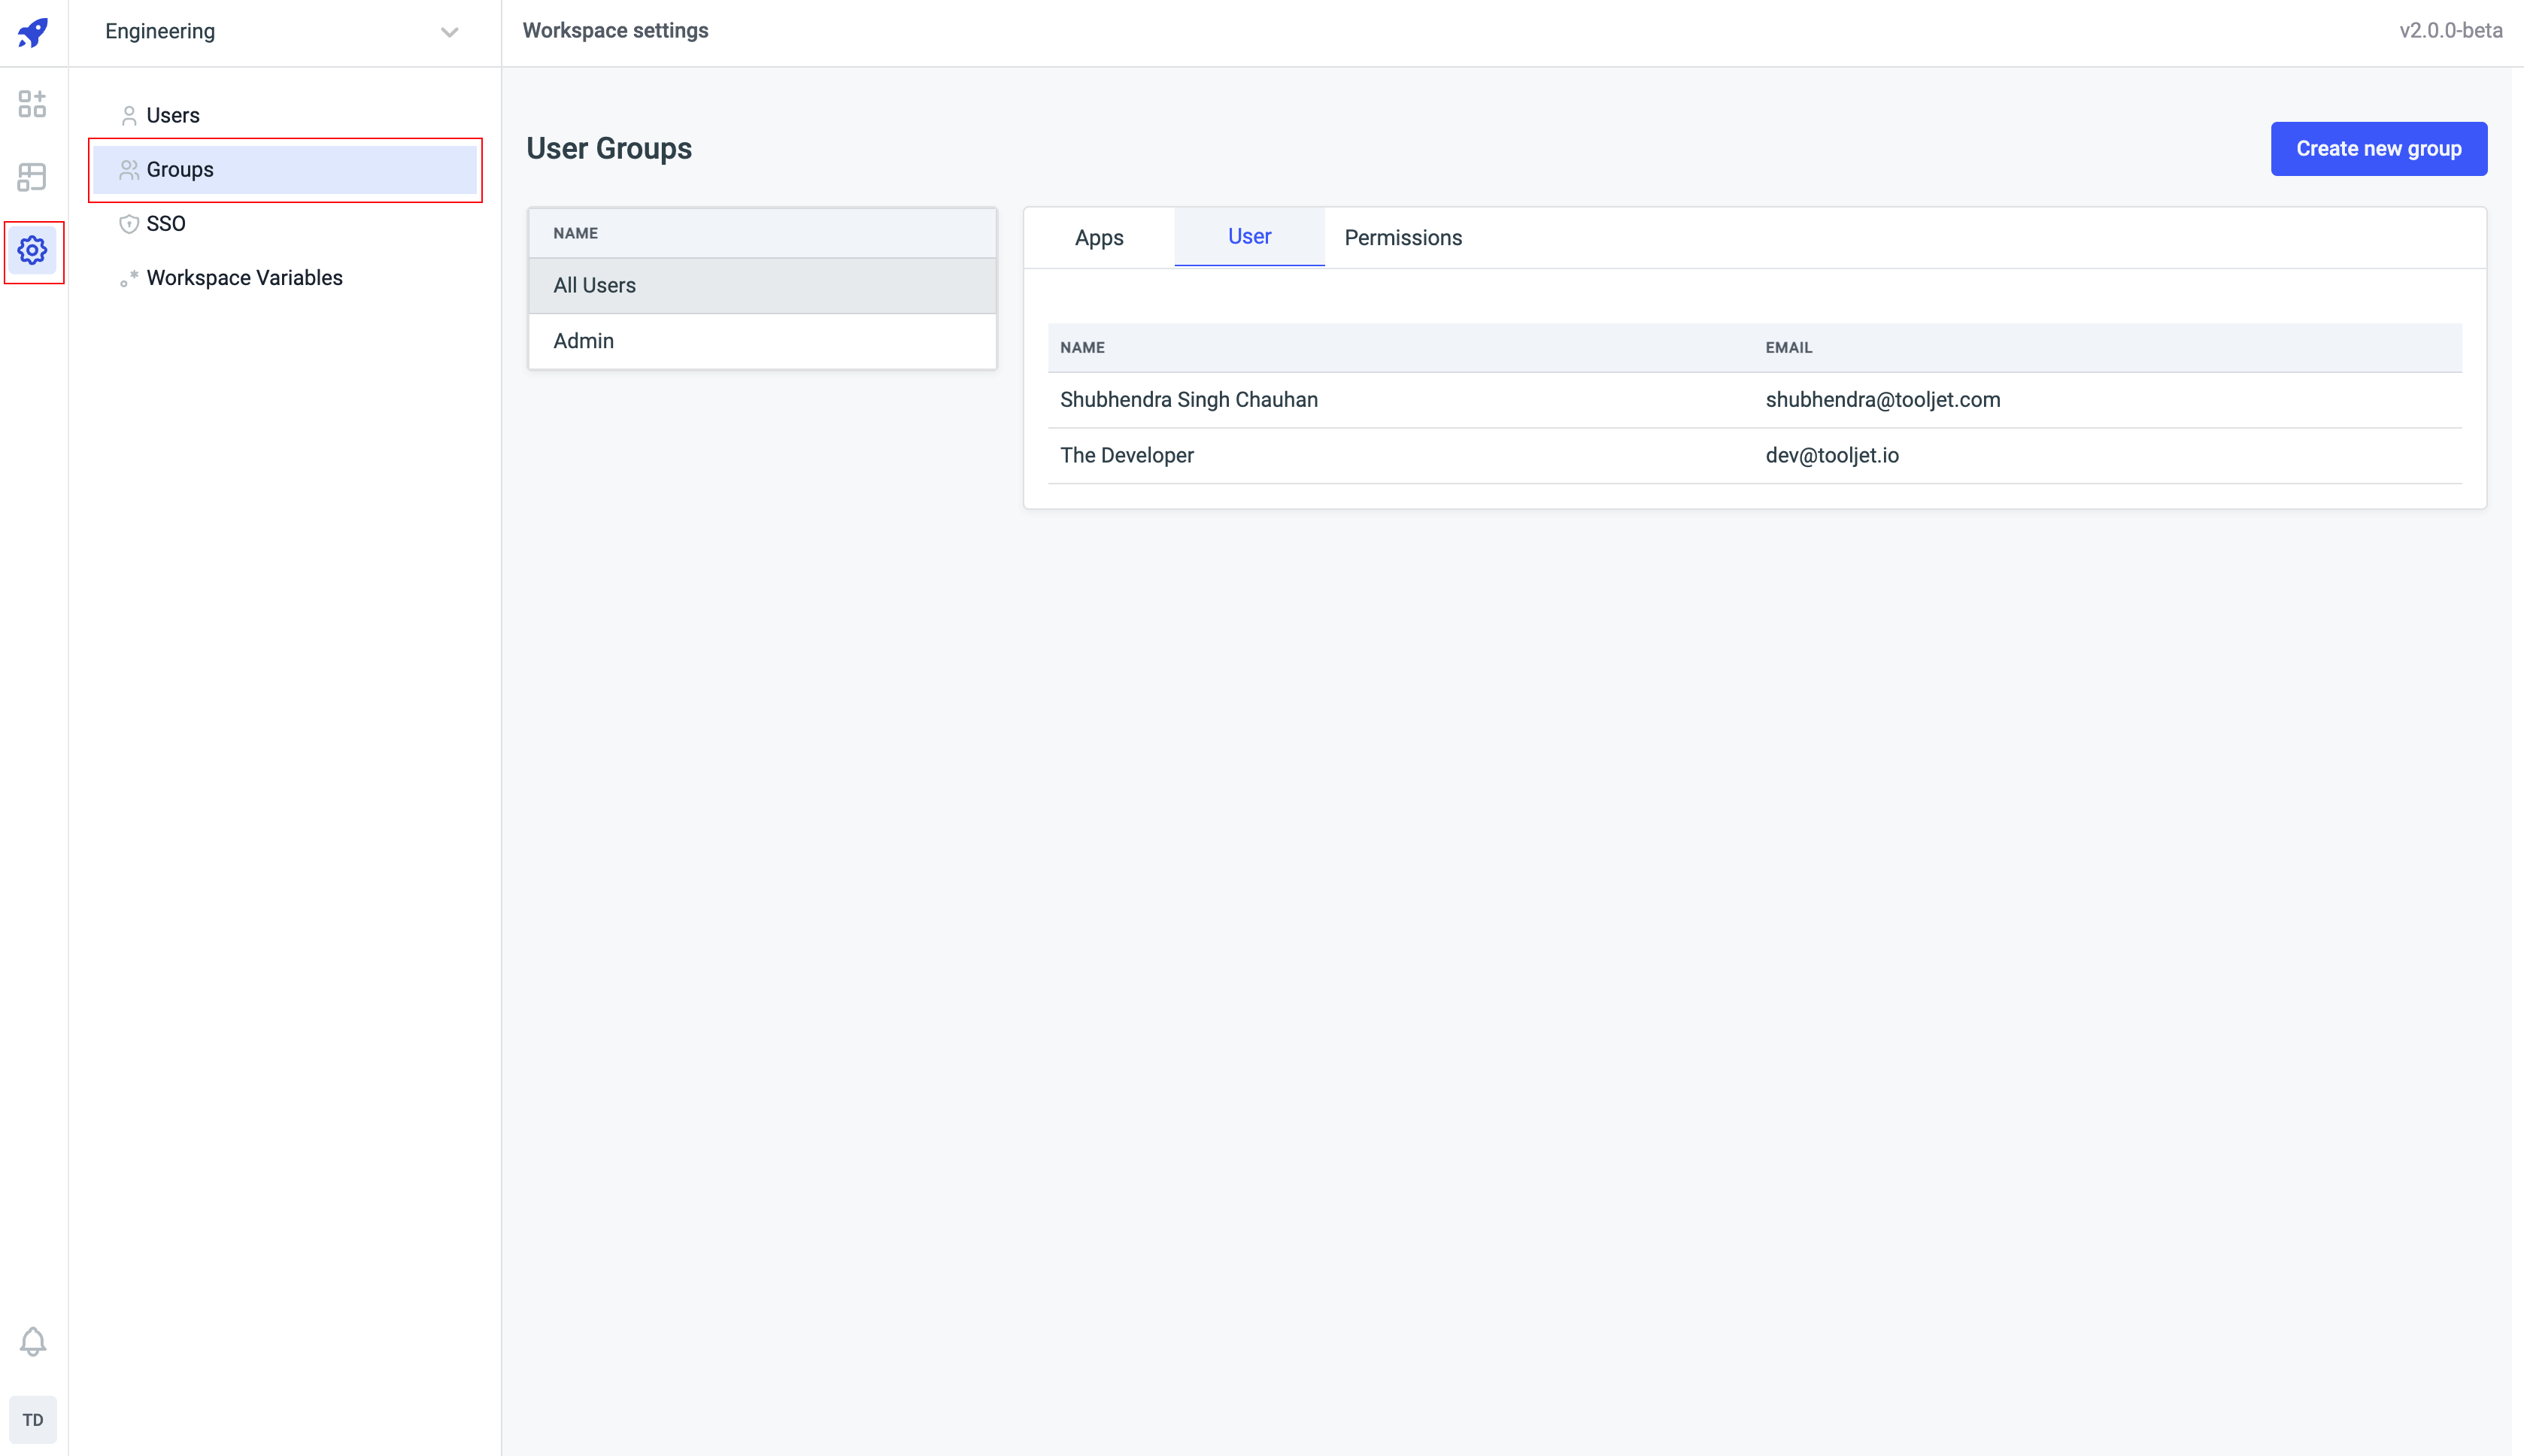 Engineering
Workspace settings
v2.0.0-beta
Users
Groups
SSO
Workspace Variables
User Groups
Create new group
NAME
All Users
Admin
Apps User Permissions
NAME EMAIL
Shubhendra Singh Chauhan shubhendra@tooljet.com
The Developer dev@tooljet.io
TD